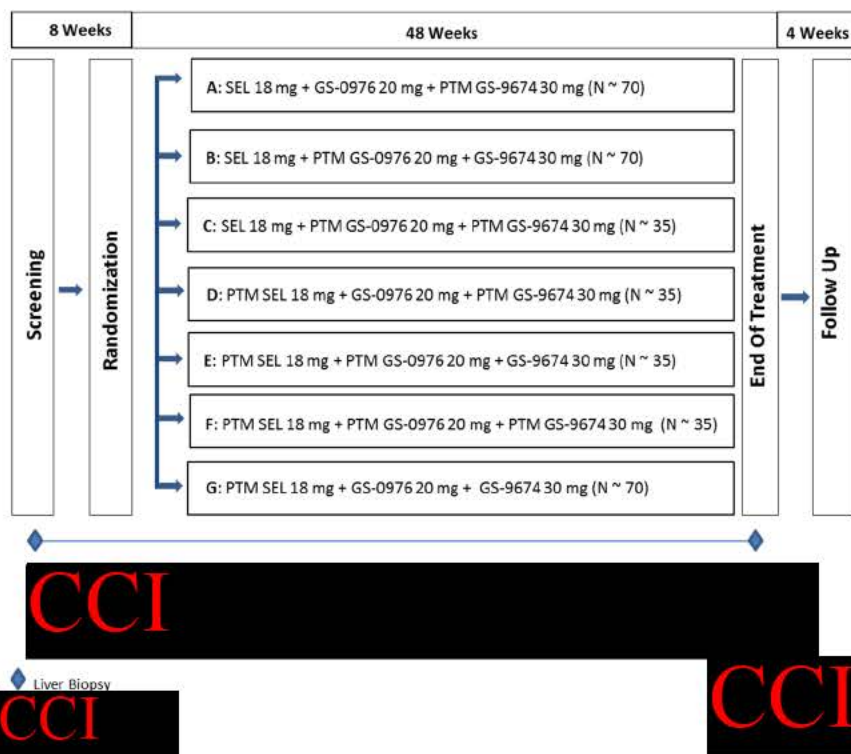 8 Weeks
48 Weeks
4 Weeks
Screening
Randomization
A: SEL 18 mg + GS-0976 20 mg + PTM GS-9674 30 mg (N ~ 70)
B: SEL 18 mg + PTM GS-0976 20 mg + GS-9674 30 mg (N ~ 70)
C: SEL 18 mg + PTM GS-0976 20 mg + PTM GS-9674 30 mg (N ~ 35)
D: PTM SEL 18 mg + GS-0976 20 mg + PTM GS-9674 30 mg (N ~ 35)
E: PTM SEL 18 mg + PTM GS-0976 20 mg + GS-9674 30 mg (N ~ 35)
F: PTM SEL 18 mg + PTM GS-0976 20 mg + PTM GS-9674 30 mg (N ~ 35)
G: PTM SEL 18 mg + GS-0976 20 mg + GS-9674 30 mg (N ~ 70)
End Of Treatment
Follow Up
CCI
Liver Biopsy
CCI
CCI